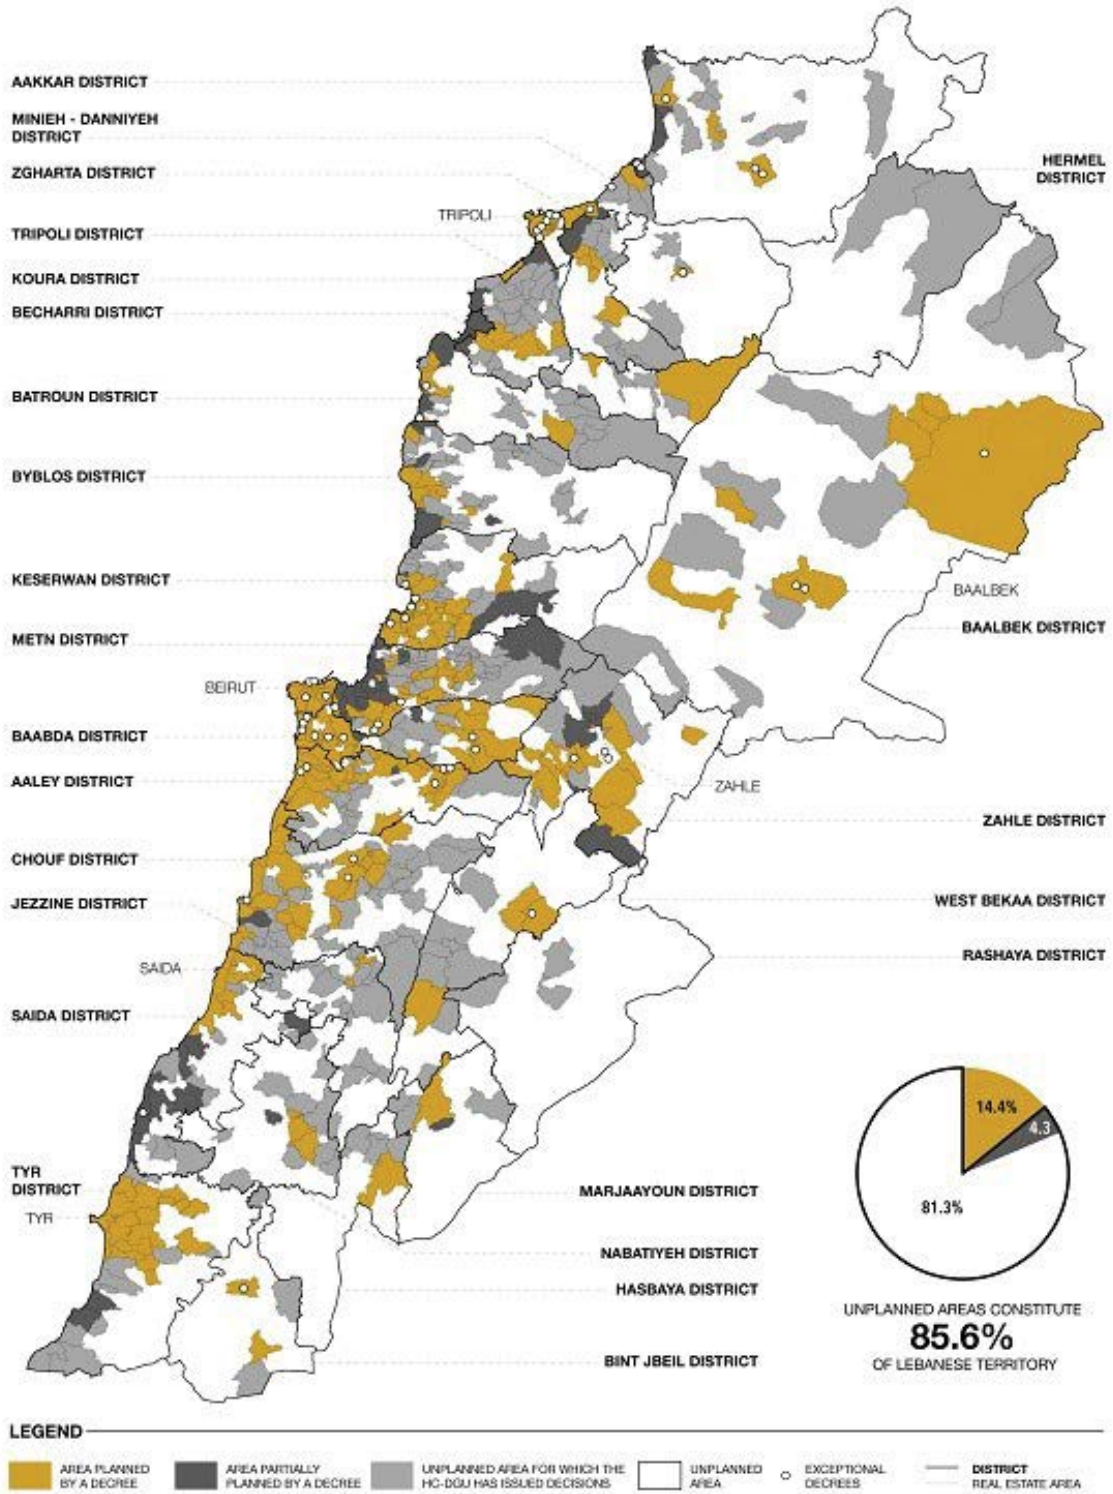 AAKKAR DISTRICT
MINIEH - DANNIYEH
DISTRICT
ZGHARTA DISTRICT
HERMEL
DISTRICT
TRIPOLI
TRIPOLI DISTRICT
KOURA DISTRICT
BECHARRI DISTRICT
BATROUN DISTRICT
BYBLOS DISTRICT
KESERWAN DISTRICT
BAALBEK
METN DISTRICT
BAALBEK DISTRICT
BEIRUT
BAABDA DISTRICT
AALEY DISTRICT
ZAHLE
ZAHLE DISTRICT
CHOUF DISTRICT
JEZZINE DISTRICT
WEST BEKAA DISTRICT
RASHAYA DISTRICT
SAIDA
SAIDA DISTRICT
14.4%
4.3
81.3%
TYR
DISTRICT
TYR
MARJAAYOUN DISTRICT
NABATIYEH DISTRICT
HASBAYA DISTRICT
BINT JBEIL DISTRICT
UNPLANNED AREAS CONSTITUTE
85.6%
OF LEBANESE TERRITORY
LEGEND
AREA PLANNED
BY A DECREE
AREA PARTIALLY
PLANNED BY A DECREE
UNPLANNED AREA FOR WHICH THE
HC-DGU HAS ISSUED DECISIONS
UNPLANNED
AREA
EXCEPTIONAL
DECREES
DISTRICT
REAL ESTATE AREA